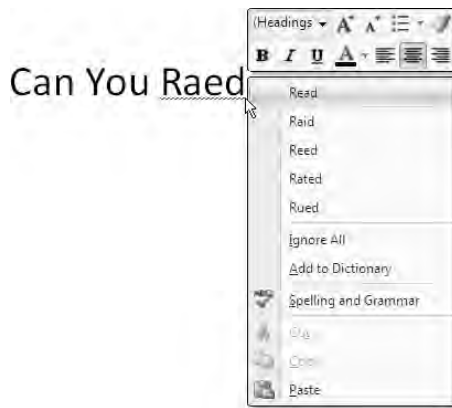 (Headings
B I U A
Can You Raed
Read
Raid
Reed
Rated
Rued
Ignore All
Add to Dictionary
Spelling and Grammar
Paste